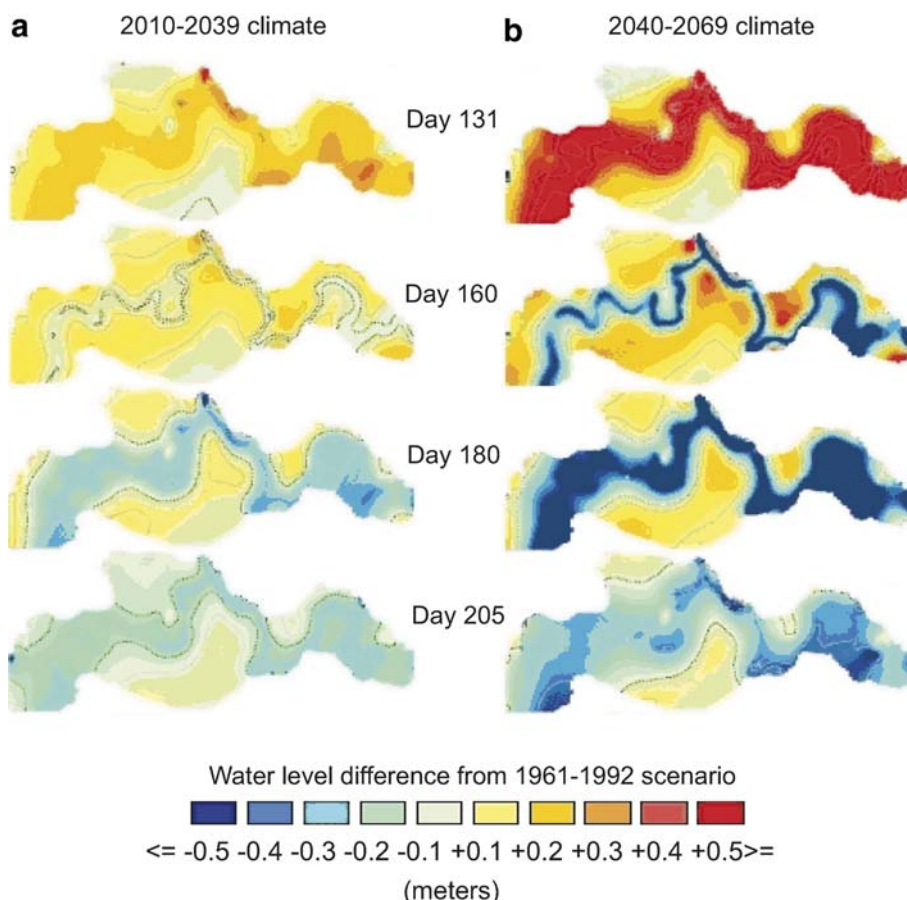 a 2010-2039 climate
b 2040-2069 climate
Day 131
Day 160
Day 180
Day 205
Water level difference from 1961-1992 scenario
<= -0.5 -0.4 -0.3 -0.2 -0.1 +0.1 +0.2 +0.3 +0.4 +0.5>=
(meters)